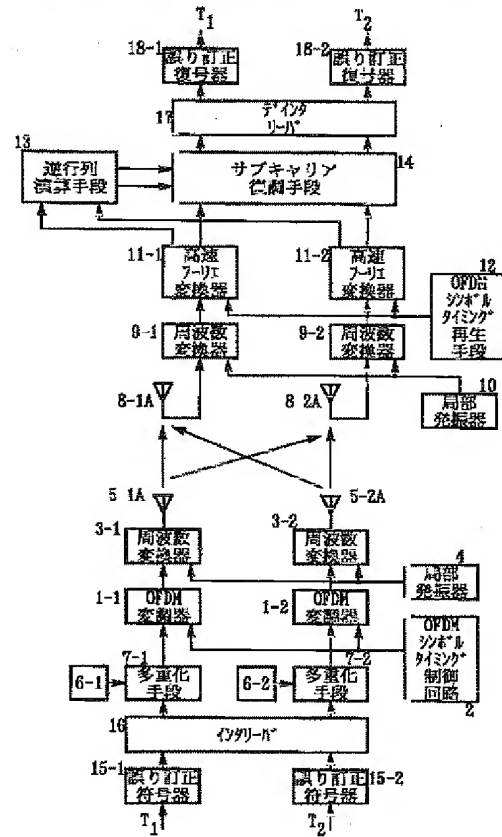 T1
T2
18-1
誤り訂正
復号器
18-2
誤り訂正
復号器
17
デインタ
リーバ
13
逆行列
演算手段
サブキャリア
復調手段
14
11-1
高速
フーリエ
変換器
11-2
高速
フーリエ
変換器
12
OFDM
シンボル
タイミング
再生
手段
9-1
周波数
変換器
9-2
周波数
変換器
10
局部
発振器
8-1A
8-2A
5-1A
5-2A
3-1
周波数
変換器
3-2
周波数
変換器
4
局部
発振器
1-1
OFDM
変調器
1-2
OFDM
変調器
OFDM
シンボル
タイミング
制御
回路
2
7-1
6-1
多重化
手段
7-2
6-2
多重化
手段
16
インタリーバ
15-1
誤り訂正
符号器
15-2
誤り訂正
符号器
T1
T2